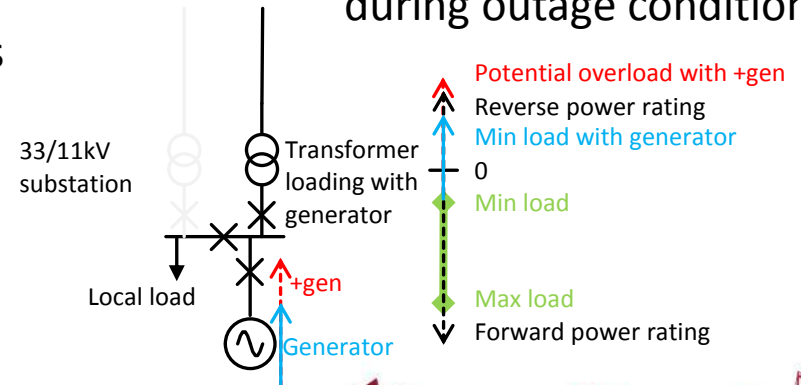 during outage condition
s
Potential overload with +gen
Reverse power rating
Min load with generator
33/11kV
substation
Transformer
loading with
generator
0
Min load
+gen
Local load
Max load
Forward power rating
Generator